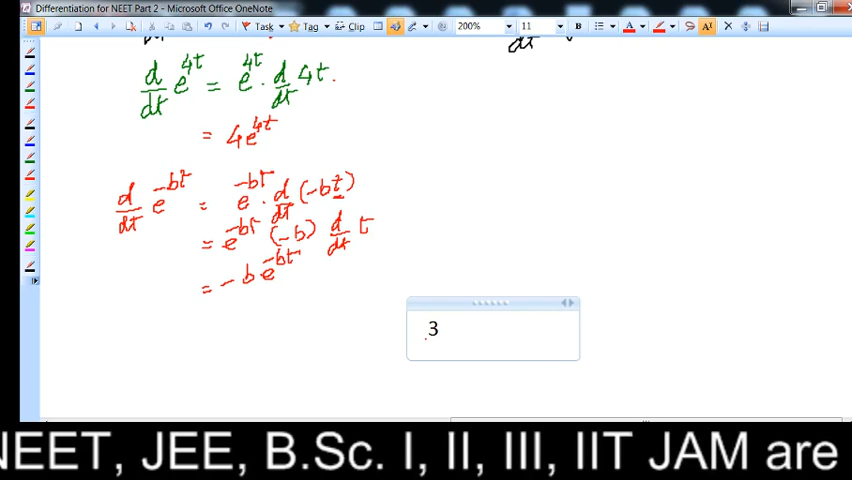 Differentiation for NEET Part 2 - Microsoft Office OneNote
Task Tag Clip 200% 11 B
dt
d/dt e^4t = e^4t . d/dt 4t .
= 4e^4t
d/dt e^-bt = e^-bt . d/dt (-bt)
= e^-bt (-b) d/dt t
= -b e^-bt
3
NEET, JEE, B.Sc. I, II, III, IIT JAM are